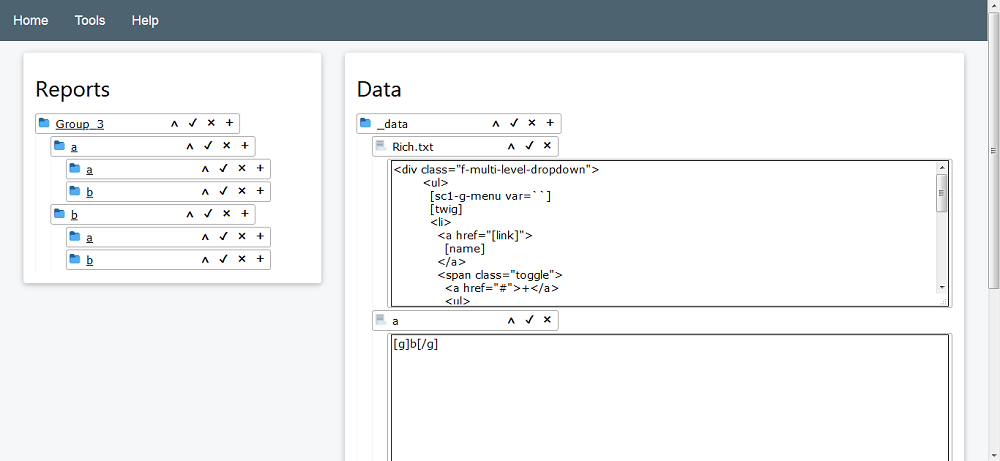 Home Tools Help
Reports
Group_3 ʌ ✓ × +
a ʌ ✓ × +
a ʌ ✓ × +
b ʌ ✓ × +
b ʌ ✓ × +
a ʌ ✓ × +
b ʌ ✓ × +
Data
_data ʌ ✓ × +
Rich.txt ʌ ✓ ×
<div class="f-multi-level-dropdown">
<ul>
[sc1-g-menu var=``]
[twig]
<li>
<a href="[link]">
[name]
</a>
<span class="toggle">
<a href="#">+</a>
<ul>
a ʌ ✓ ×
[g]b[/g]